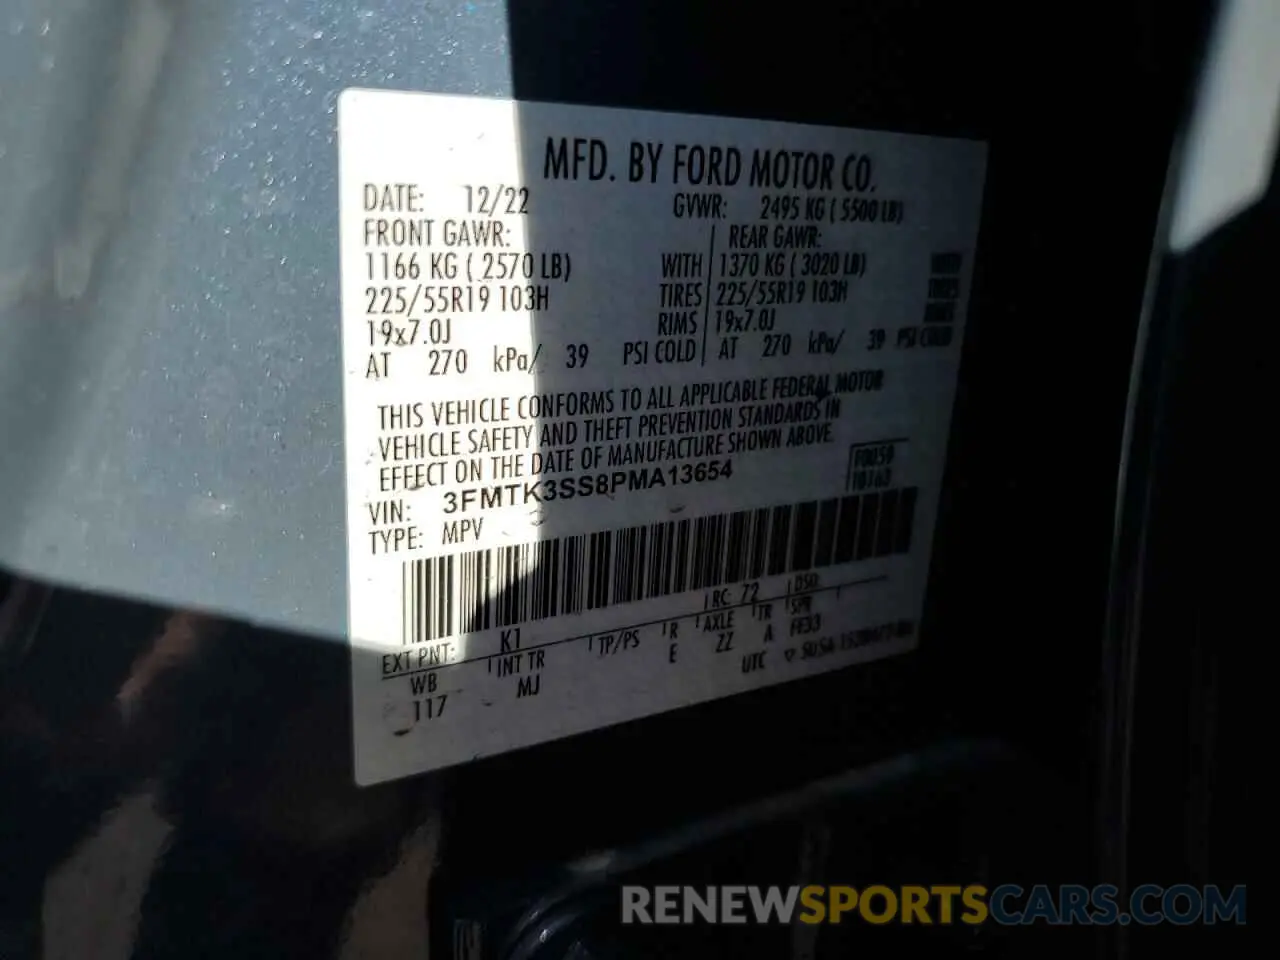 MFD. BY FORD MOTOR CO.
DATE: 12/22 GVWR: 2495 KG ( 5500 LB)
FRONT GAWR: REAR GAWR:
1166 KG ( 2570 LB) WITH 1370 KG ( 3020 LB) WITH
225/55R19 103H TIRES 225/55R19 103H TIRES
19x7.0J RIMS 19x7.0J RIMS
AT 270 kPa/ 39 PSI COLD AT 270 kPa/ 39 PSI COLD
THIS VEHICLE CONFORMS TO ALL APPLICABLE FEDERAL MOTOR
VEHICLE SAFETY AND THEFT PREVENTION STANDARDS IN
EFFECT ON THE DATE OF MANUFACTURE SHOWN ABOVE.
VIN: 3FMTK3SS8PMA13654
TYPE: MPV
EXT PNT: K1 RC: 72 DSO:
WB INT TR TP/PS R AXLE TR SPR
117 MJ E ZZ A FF33
UTC
RENEWSPORTSCARS.COM